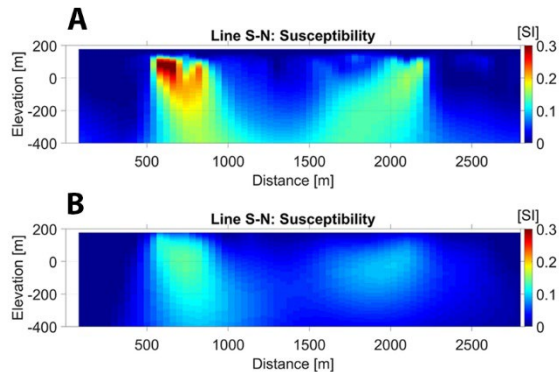 A
Line S-N: Susceptibility
[SI]
200
0
-200
-400
Elevation [m]
0.3
0.2
0.1
0
500
1000
1500
2000
2500
Distance [m]
B
Line S-N: Susceptibility
[SI]
200
0
-200
-400
Elevation [m]
0.3
0.2
0.1
0
500
1000
1500
2000
2500
Distance [m]